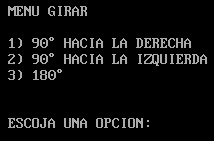 MENU GIRAR
1) 90° HACIA LA DERECHA
2) 90° HACIA LA IZQUIERDA
3) 180°
ESCOJA UNA OPCION: